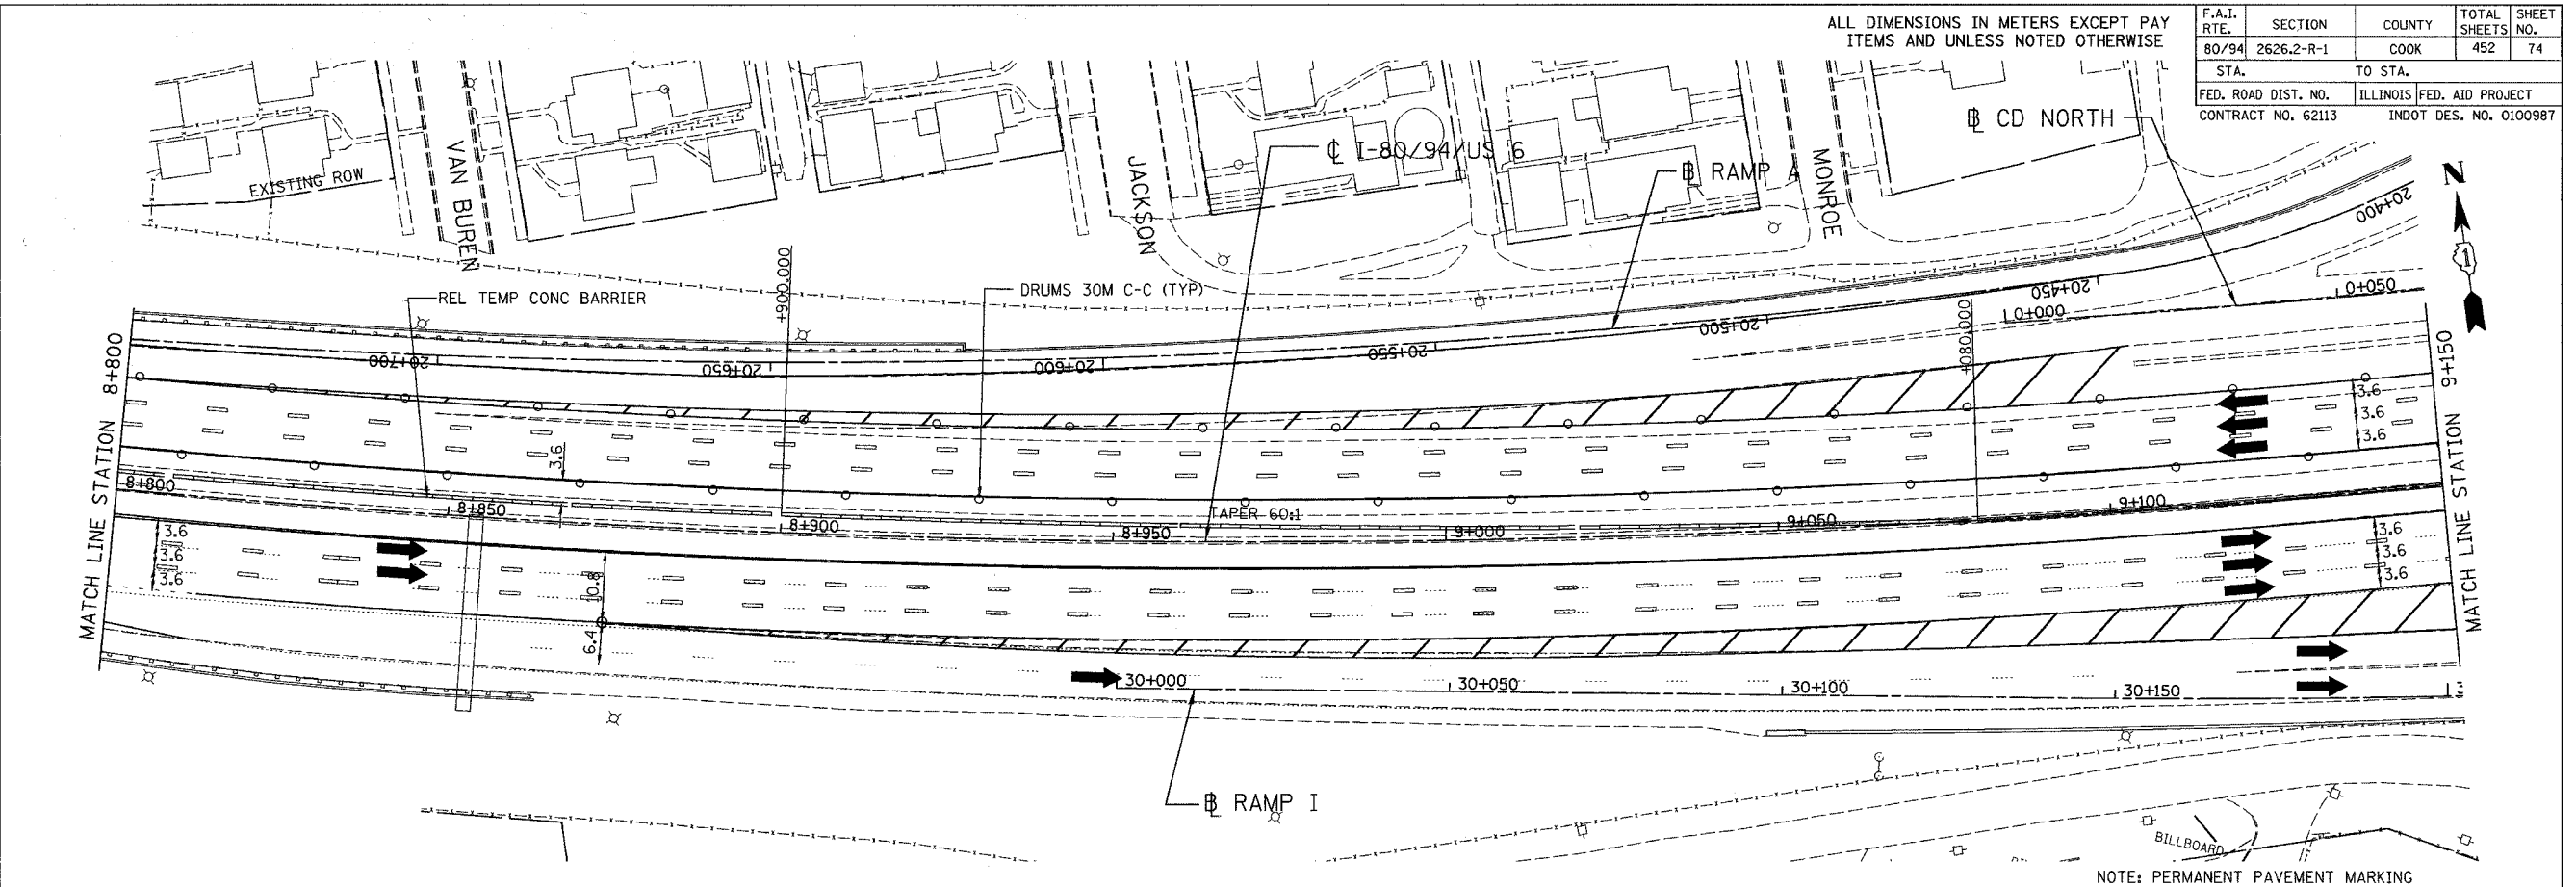 ALL DIMENSIONS IN METERS EXCEPT PAY
ITEMS AND UNLESS NOTED OTHERWISE
F.A.I. RTE. SECTION COUNTY TOTAL SHEETS SHEET NO.
80/94 2626.2-R-1 COOK 452 74
STA. TO STA.
FED. ROAD DIST. NO. ILLINOIS FED. AID PROJECT
CONTRACT NO. 62113 INDOT DES. NO. 0100987
EXISTING ROW
VAN BUREN
JACKSON
MONROE
℄ I-80/94/US 6
B̲L RAMP A
B̲L CD NORTH
N
1
REL TEMP CONC BARRIER
+900.000
DRUMS 30M C-C (TYP)
+080.000
20+700
20+650
20+600
20+550
20+500
20+450
20+400
10+000
10+050
MATCH LINE STATION 8+800
MATCH LINE STATION 9+150
3.6
3.6
3.6
3.6
8+800
8+850
8+900
8+950
9+000
9+050
9+100
TAPER 60:1
3.6
3.6
3.6
10.8
6.4
3.6
3.6
3.6
30+000
30+050
30+100
30+150
B̲L RAMP I
BILLBOARD
NOTE: PERMANENT PAVEMENT MARKING